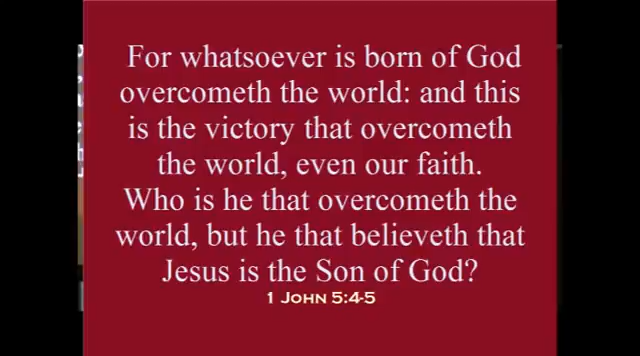 For whatsoever is born of God
overcometh the world: and this
is the victory that overcometh
the world, even our faith.
Who is he that overcometh the
world, but he that believeth that
Jesus is the Son of God?
1 John 5:4-5